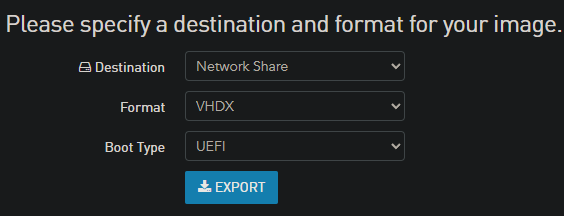 Please specify a destination and format for your image.
Destination Network Share
Format VHDX
Boot Type UEFI
EXPORT